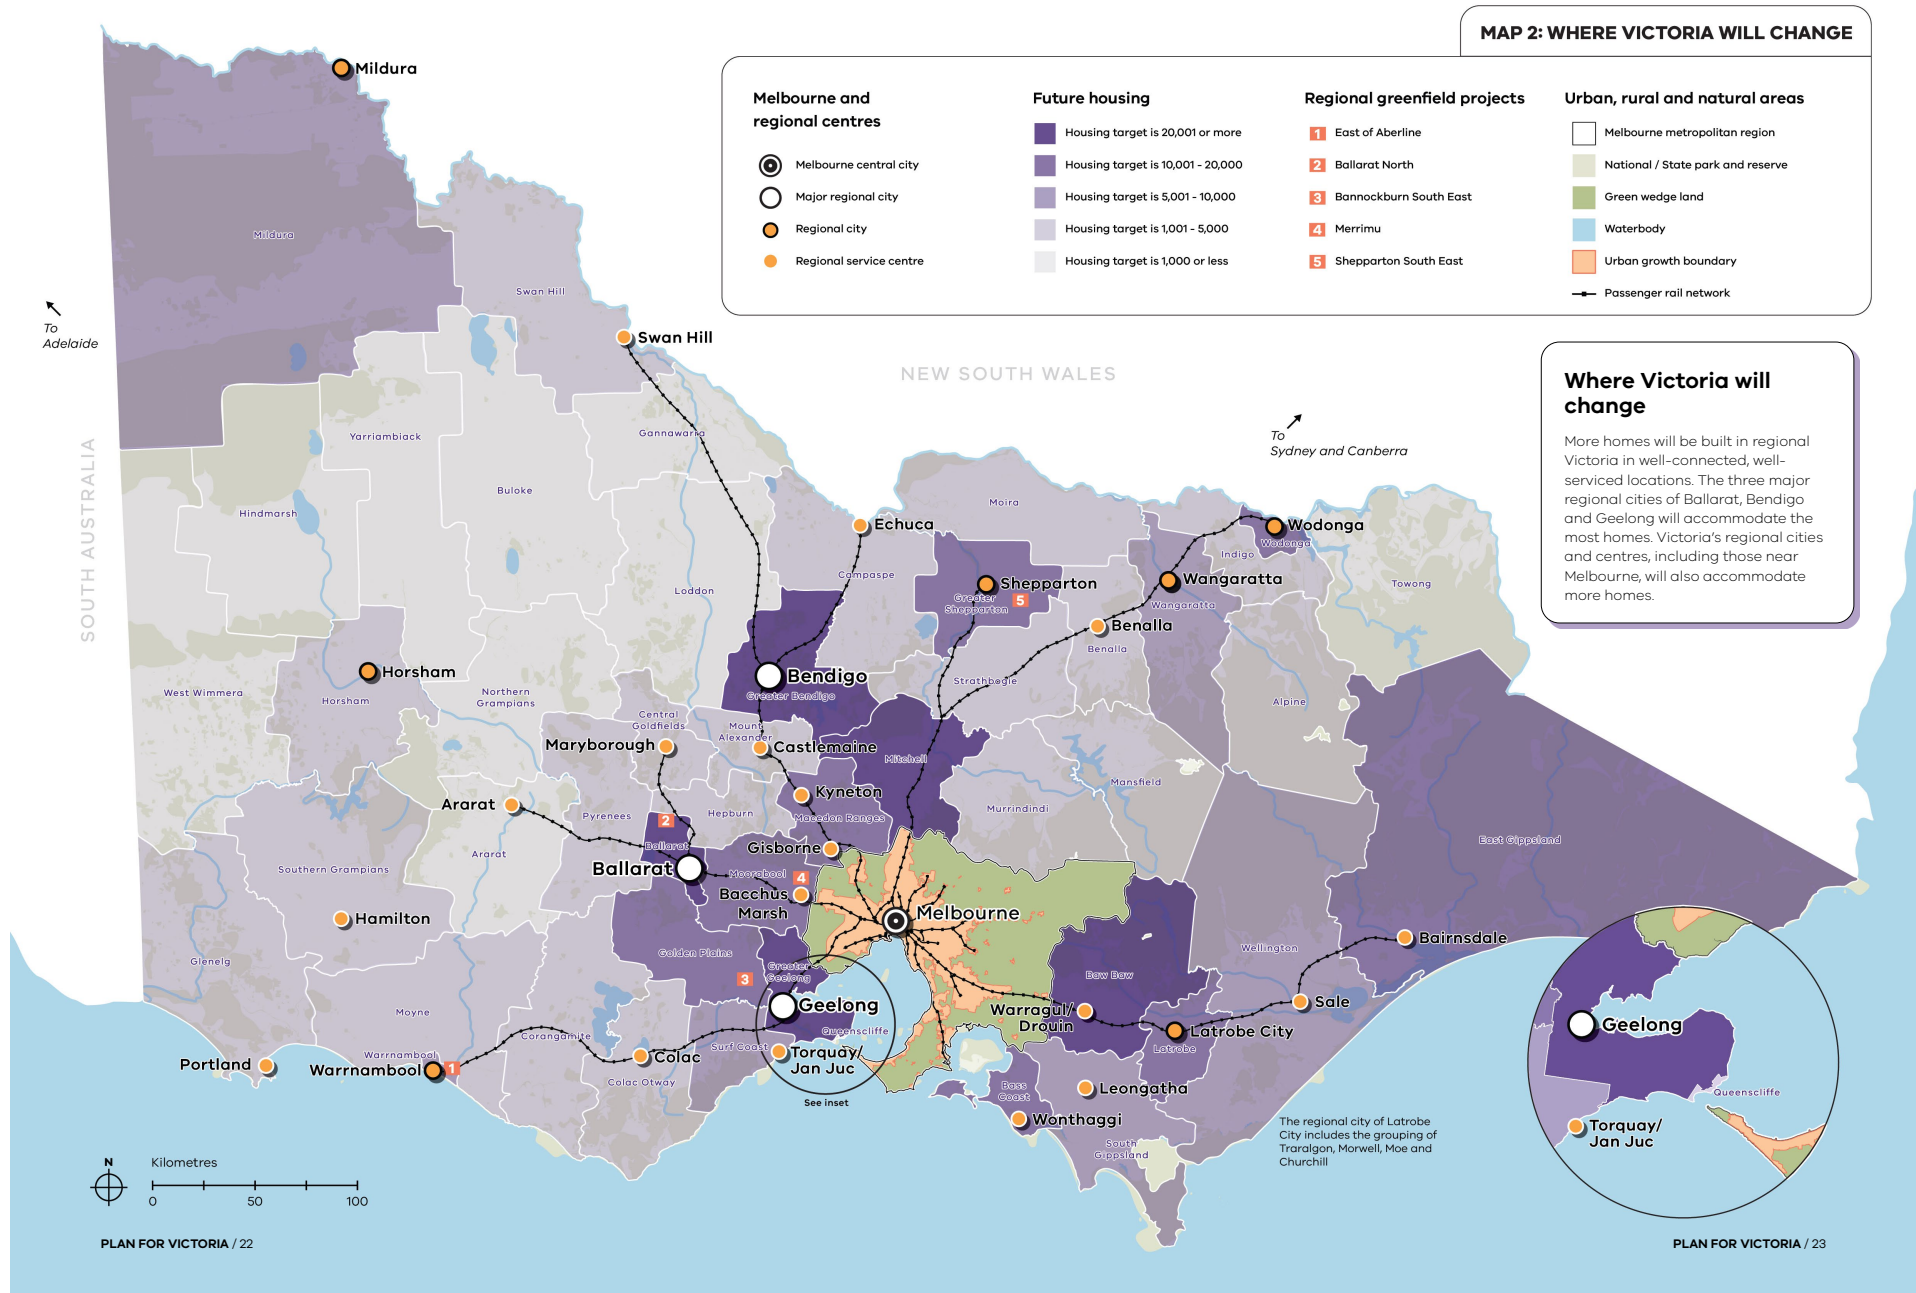 MAP 2: WHERE VICTORIA WILL CHANGE
Melbourne and
regional centres
Melbourne central city
Major regional city
Regional city
Regional service centre
Future housing
Housing target is 20,001 or more
Housing target is 10,001 - 20,000
Housing target is 5,001 - 10,000
Housing target is 1,001 - 5,000
Housing target is 1,000 or less
Regional greenfield projects
1 East of Aberline
2 Ballarat North
3 Bannockburn South East
4 Merrimu
5 Shepparton South East
Urban, rural and natural areas
Melbourne metropolitan region
National / State park and reserve
Green wedge land
Waterbody
Urban growth boundary
Passenger rail network
Where Victoria will
change
More homes will be built in regional
Victoria in well-connected, well-
serviced locations. The three major
regional cities of Ballarat, Bendigo
and Geelong will accommodate the
most homes. Victoria's regional cities
and centres, including those near
Melbourne, will also accommodate
more homes.
To
Adelaide
SOUTH AUSTRALIA
NEW SOUTH WALES
To
Sydney and Canberra
Mildura
Mildura
Swan Hill
Swan Hill
Yarriambiack
Gannawarra
Buloke
Hindmarsh
Loddon
Echuca
Campaspe
Moira
Shepparton
Greater
Shepparton
5
Wodonga
Wodonga
Indigo
Wangaratta
Wangaratta
Towong
Benalla
Benalla
Strathbogie
Alpine
Horsham
Horsham
West Wimmera
Northern
Grampians
Bendigo
Greater Bendigo
Central
Goldfields
Maryborough
Mount
Alexander
Castlemaine
Mitchell
Mansfield
Murrindindi
Kyneton
Macedon Ranges
Hepburn
Pyrenees
2
Ararat
Ararat
Ballarat
Ballarat
Gisborne
Moorabool
4
Bacchus
Marsh
Melbourne
East Gippsland
Southern Grampians
Hamilton
Glenelg
Golden Plains
3
Greater
Geelong
Geelong
Queenscliffe
Baw Baw
Wellington
Bairnsdale
Sale
Warragul/
Drouin
Latrobe City
Latrobe
Moyne
Corangamite
Warrnambool
Warrnambool
1
Portland
Colac
Colac Otway
Surf Coast
Torquay/
Jan Juc
See inset
Leongatha
Bass
Coast
Wonthaggi
South
Gippsland
The regional city of Latrobe
City includes the grouping of
Traralgon, Morwell, Moe and
Churchill
Geelong
Queenscliffe
Torquay/
Jan Juc
N
Kilometres
0 50 100
PLAN FOR VICTORIA / 22
PLAN FOR VICTORIA / 23